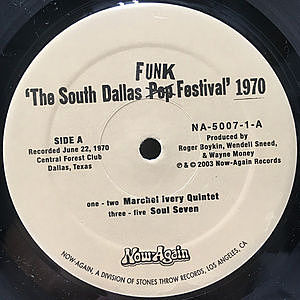 FUNK
'The South Dallas Pop Festival' 1970
SIDE A
Recorded June 22, 1970
Central Forest Club
Dallas, Texas
NA-5007-1-A
Produced by
Roger Boykin, Wendell Sneed,
& Wayne Money
℗ & © 2003 Now-Again Records
one - two Marchel Ivery Quintet
three - five Soul Seven
Now-Again
NOW-AGAIN, A DIVISION OF STONES THROW RECORDS, LOS ANGELES, CA